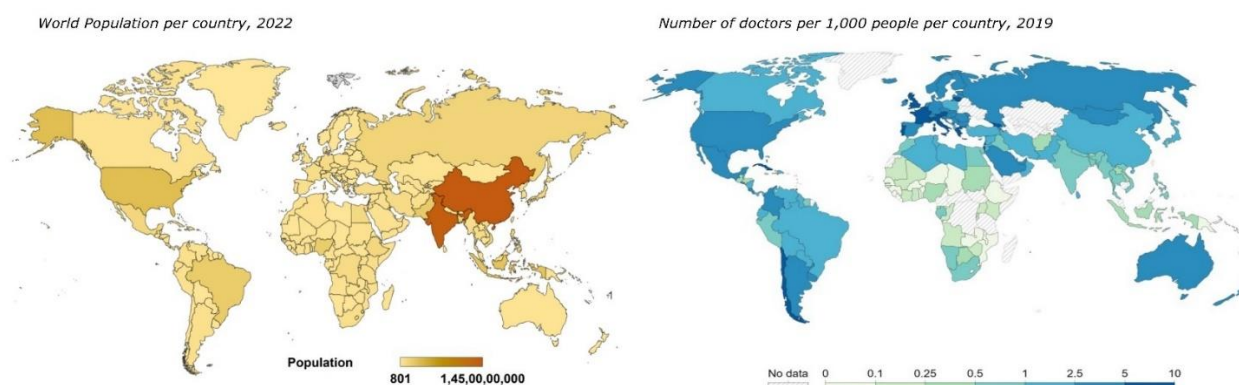 World Population per country, 2022
Number of doctors per 1,000 people per country, 2019
Population
801 1,45,00,00,000
No data 0 0.1 0.25 0.5 1 2.5 5 10